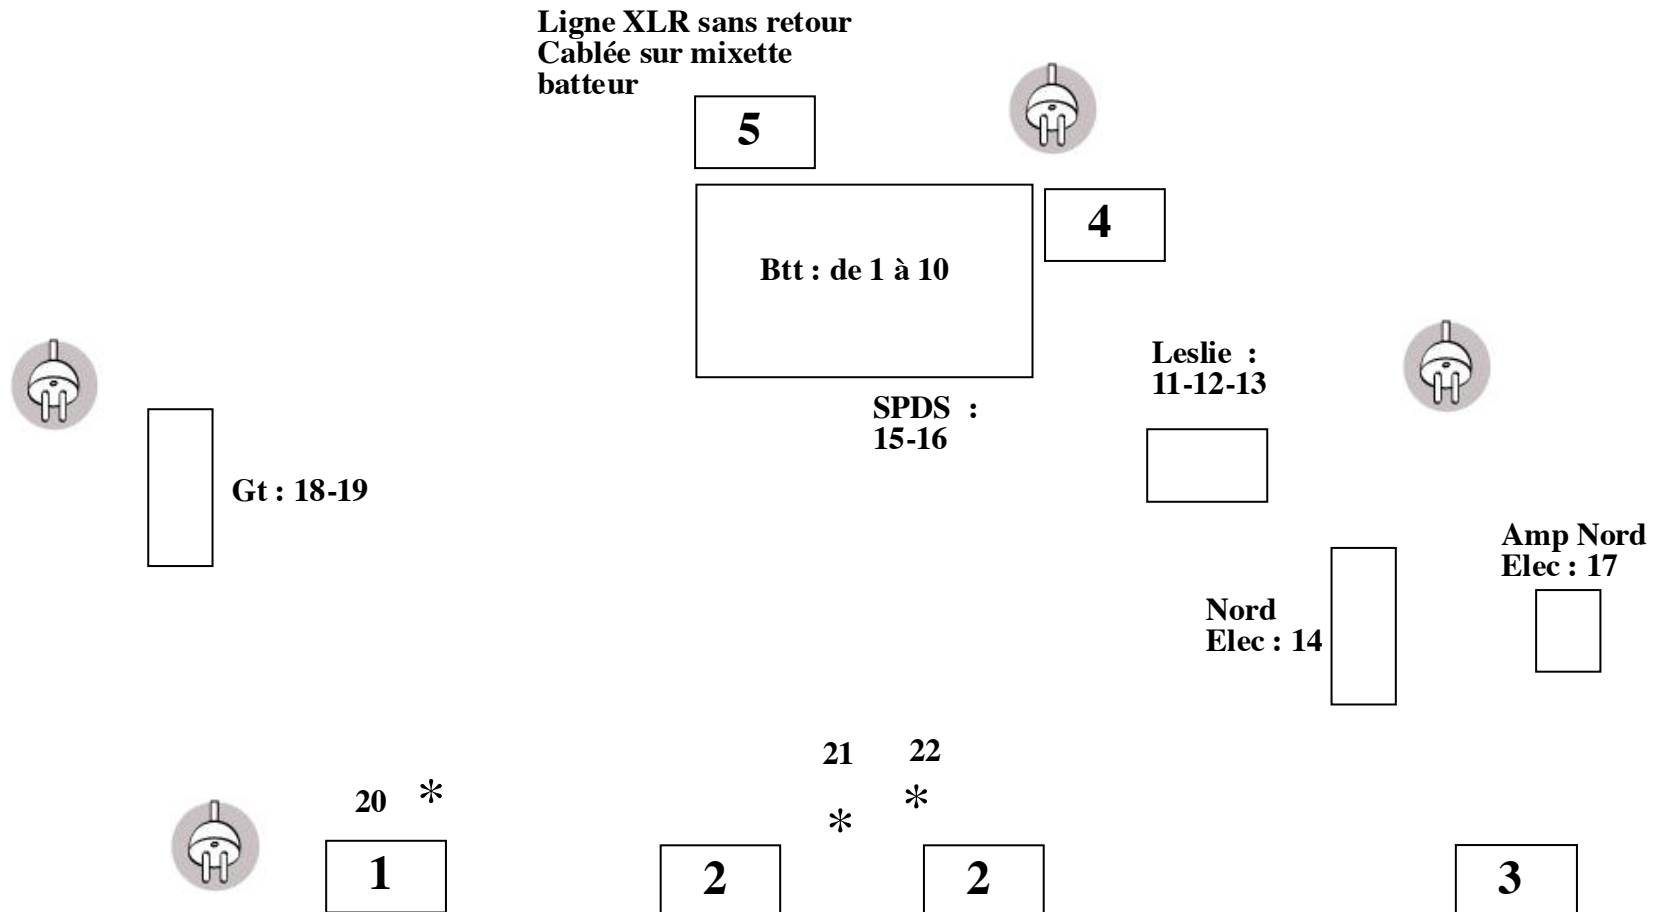 Ligne XLR sans retour
Cablée sur mixette
batteur
5
4
Btt : de 1 à 10
Leslie :
11-12-13
SPDS :
15-16
Gt : 18-19
Amp Nord
Elec : 17
Nord
Elec : 14
21
22
20 *
*
*
1
2
2
3